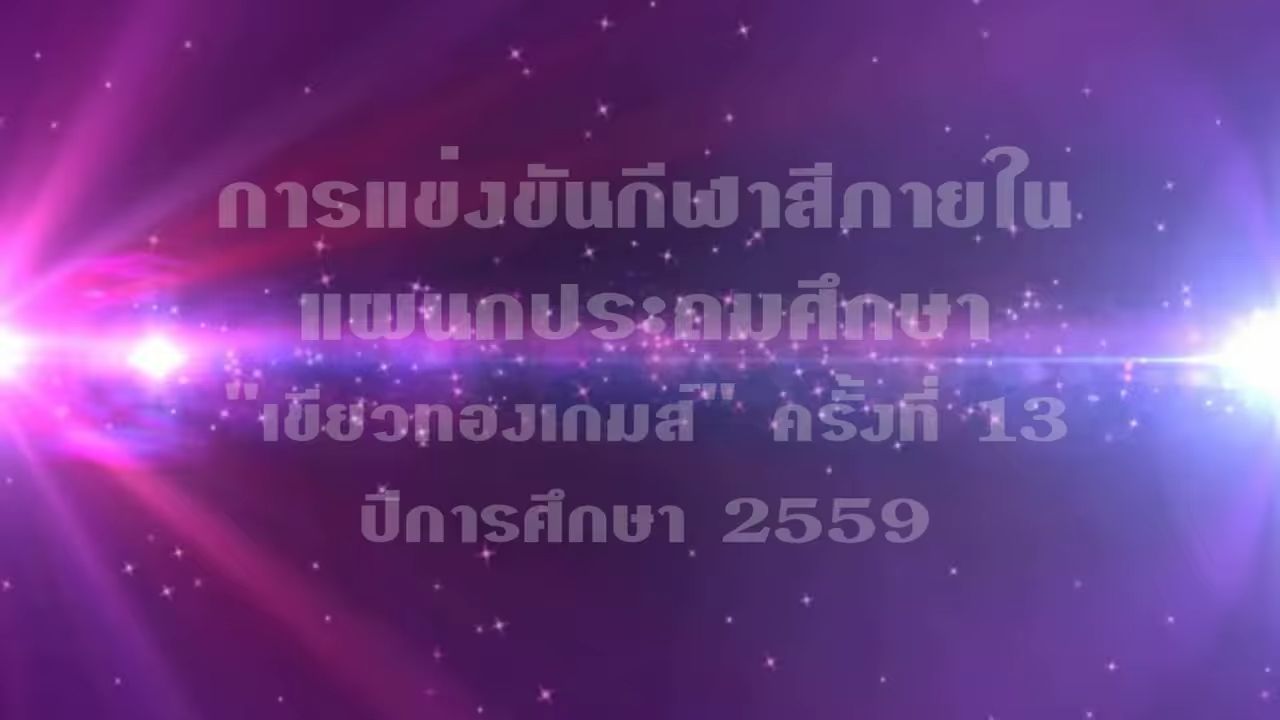 การแข่งขันกีฬาสีภายใน
แผนกประถมศึกษา
"เขียวทองเกมส์" ครั้งที่ 13
ปีการศึกษา 2559